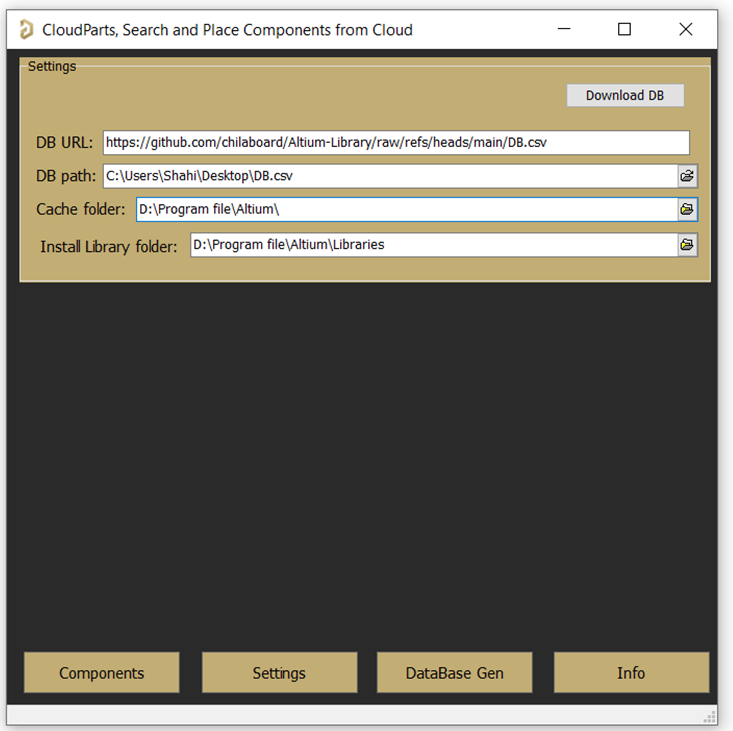 CloudParts, Search and Place Components from Cloud
Settings
Download DB
DB URL: https://github.com/chilaboard/Altium-Library/raw/refs/heads/main/DB.csv
DB path: C:\Users\Shahi\Desktop\DB.csv
Cache folder: D:\Program file\Altium\
Install Library folder: D:\Program file\Altium\Libraries
Components Settings DataBase Gen Info